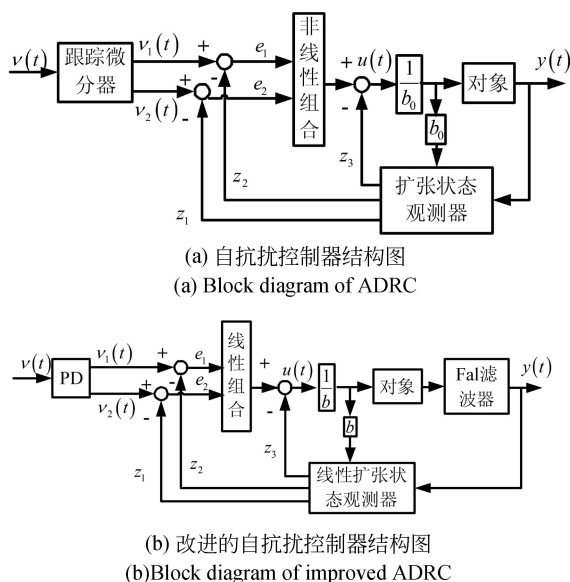 v(t)
跟踪微
分器
v₁(t)
v₂(t)
+
-
+
-
e₁
e₂
非
线
性
组
合
+
-
u(t)
1
b₀
b₀
对象
y(t)
z₃
z₂
z₁
扩张状态
观测器
(a) 自抗扰控制器结构图
(a) Block diagram of ADRC
v(t)
PD
v₁(t)
v₂(t)
+
-
+
-
e₁
e₂
线
性
组
合
+
-
u(t)
1
b
b
对象
Fal滤
波器
y(t)
z₁
z₂
z₃
线性扩张状
态观测器
(b) 改进的自抗扰控制器结构图
(b)Block diagram of improved ADRC